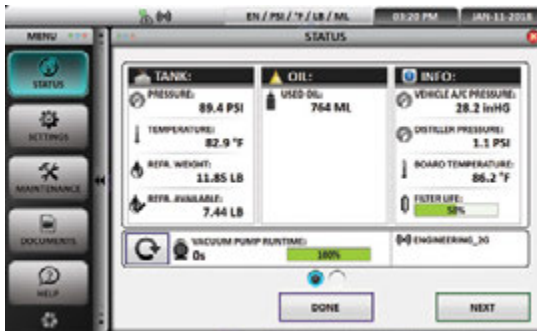 EN / PSI / °F / LB / ML
03:20 PM
JAN-11-2018
MENU
STATUS
STATUS
SETTINGS
MAINTENANCE
DOCUMENTS
HELP
TANK:
PRESSURE:
89.4 PSI
TEMPERATURE:
82.9 °F
REFR. WEIGHT:
11.85 LB
REFR. AVAILABLE:
7.44 LB
OIL:
USED OIL:
764 ML
INFO:
VEHICLE A/C PRESSURE:
28.2 inHG
DISTILLER PRESSURE:
1.1 PSI
BOARD TEMPERATURE:
86.2 °F
FILTER LIFE:
58%
VACUUM PUMP RUNTIME:
0s
100%
ENGINEERING_2G
DONE
NEXT